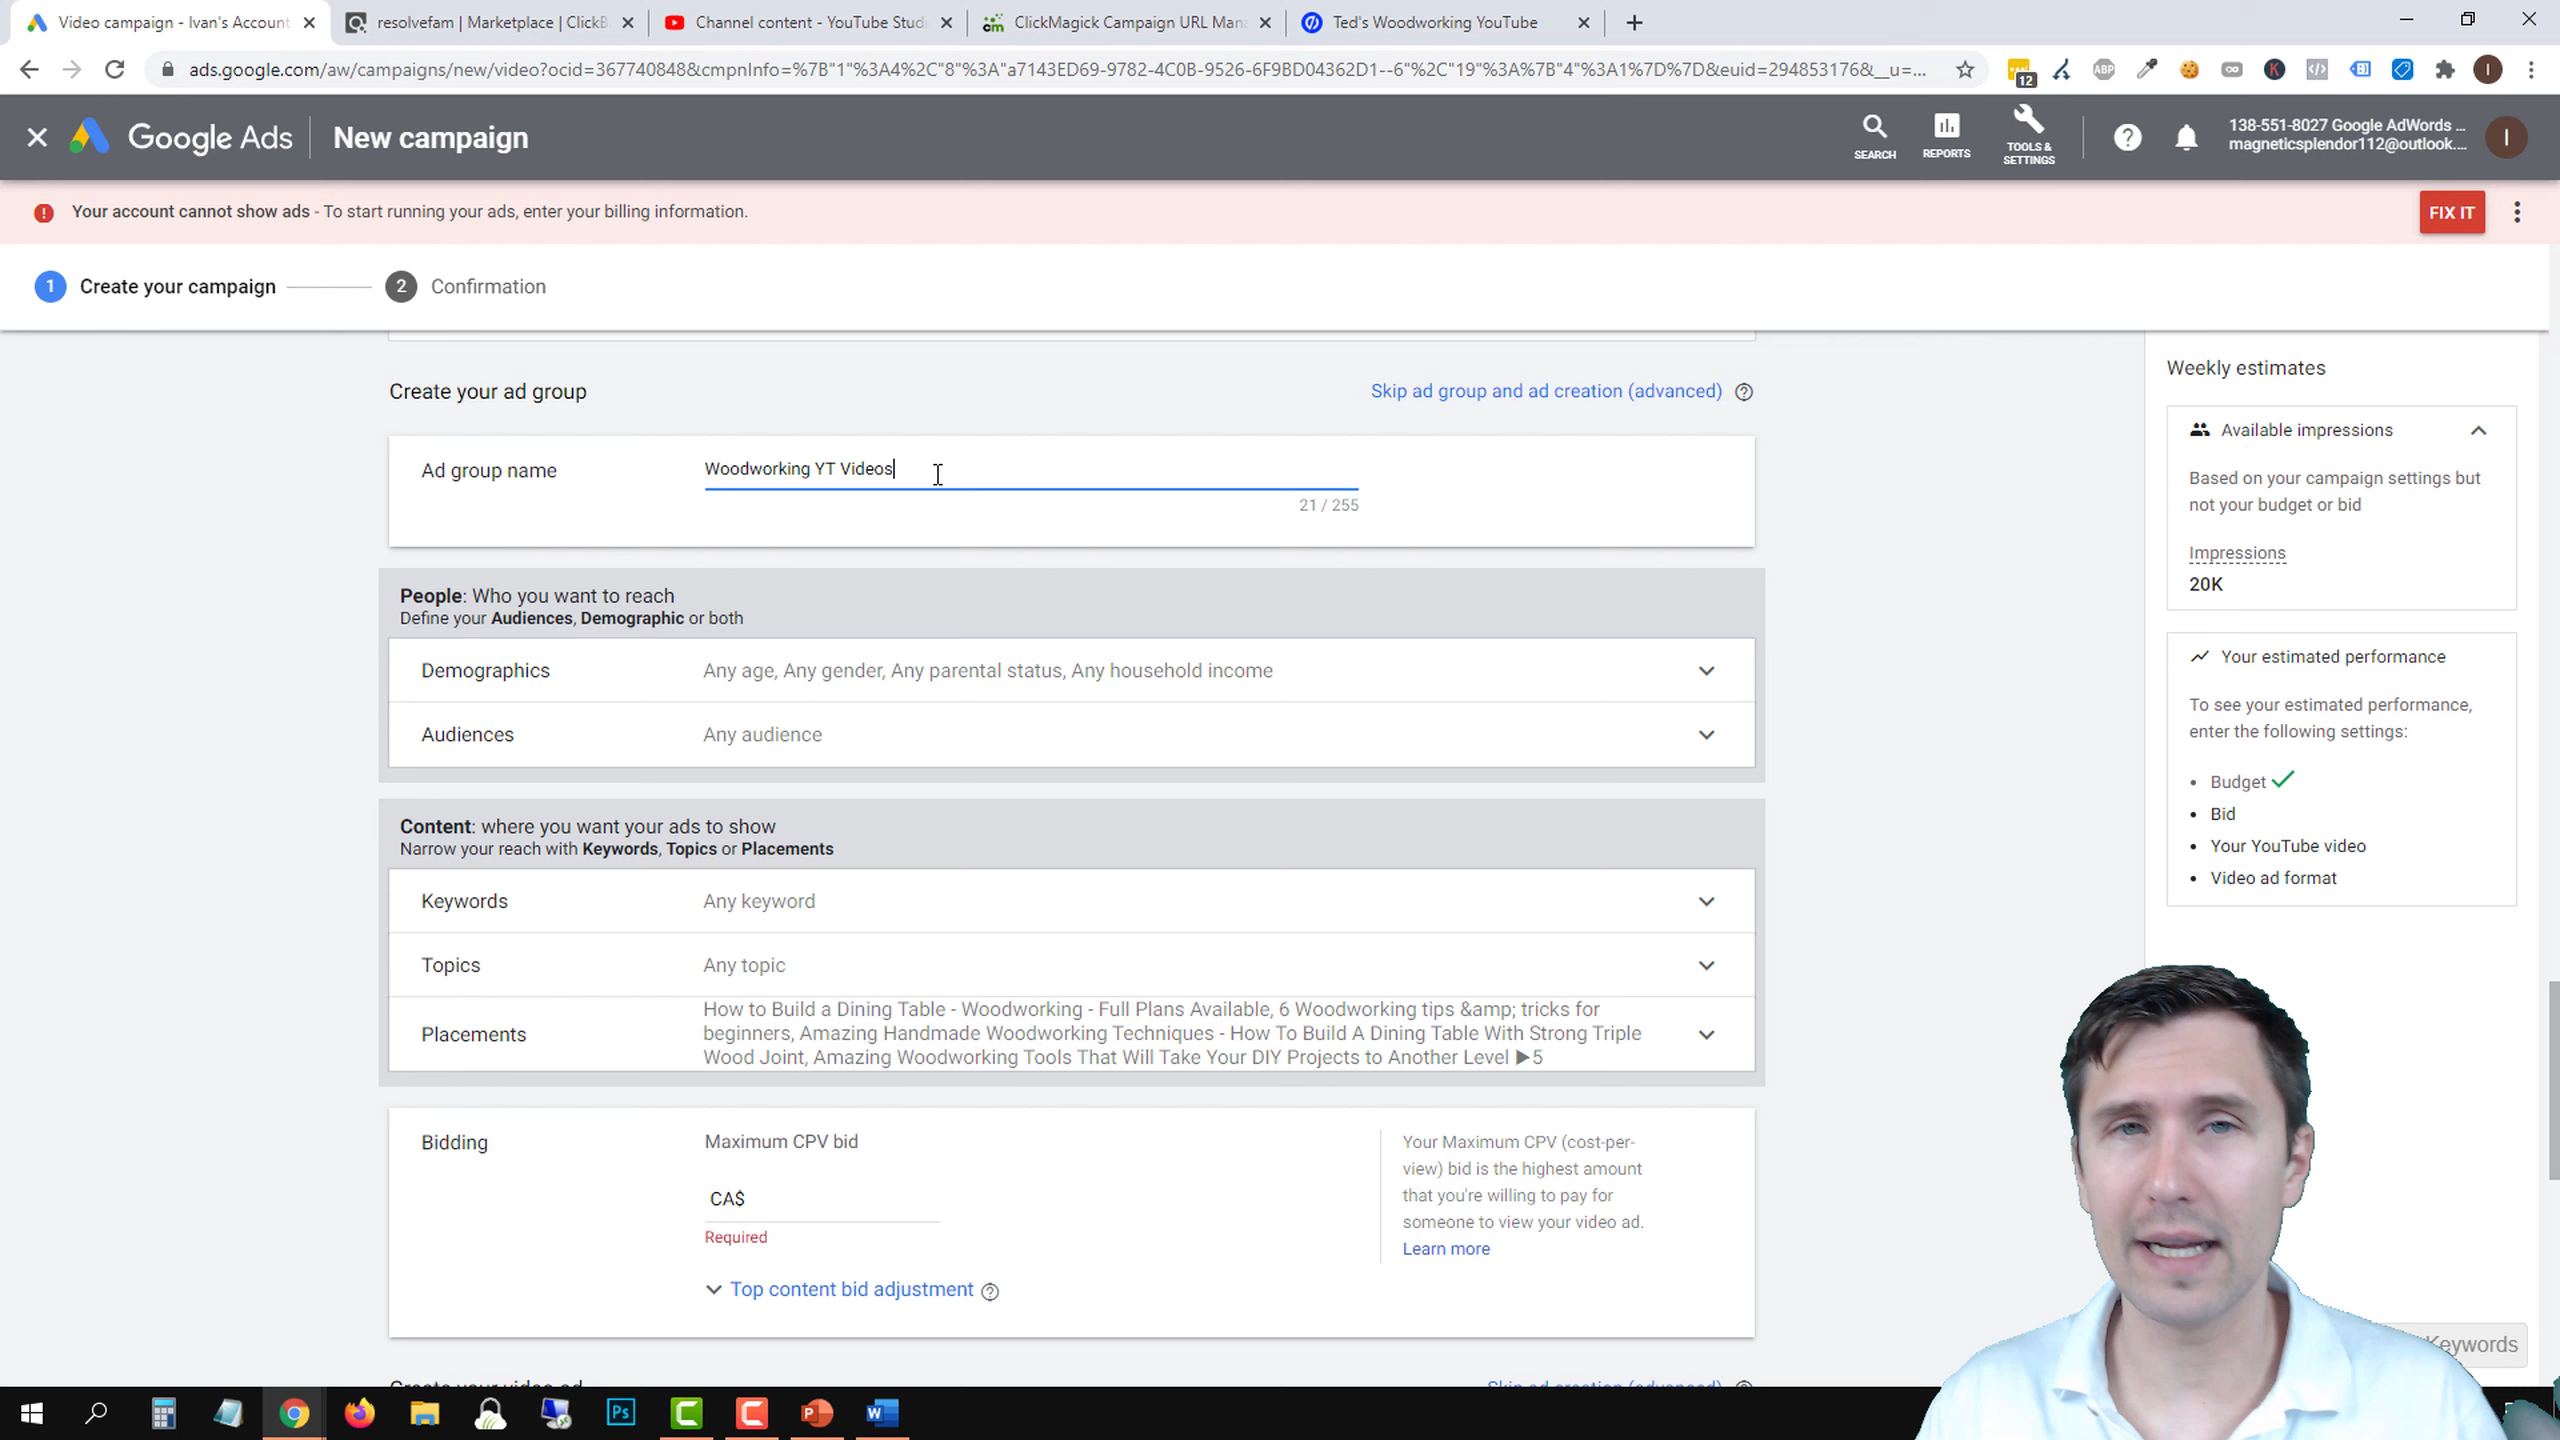 Video campaign - Ivan's Account
resolvefam | Marketplace | ClickB
Channel content - YouTube Studi
ClickMagick Campaign URL Mana
Ted's Woodworking YouTube
ads.google.com/aw/campaigns/new/video?ocid=367740848&cmpnInfo=%7B"1"%3A4%2C"8"%3A"a7143ED69-9782-4C0B-9526-6F9BD04362D1--6"%2C"19"%3A%7B"4"%3A1%7D%7D&euid=294853176&__u=...
12
ABP
K
I
Google Ads
New campaign
SEARCH
REPORTS
TOOLS & SETTINGS
138-551-8027 Google AdWords ...
magneticsplendor112@outlook....
I
Your account cannot show ads - To start running your ads, enter your billing information.
FIX IT
1 Create your campaign
2 Confirmation
Create your ad group
Skip ad group and ad creation (advanced)
Ad group name
Woodworking YT Videos
21 / 255
People: Who you want to reach
Define your Audiences, Demographic or both
Demographics
Any age, Any gender, Any parental status, Any household income
Audiences
Any audience
Content: where you want your ads to show
Narrow your reach with Keywords, Topics or Placements
Keywords
Any keyword
Topics
Any topic
Placements
How to Build a Dining Table - Woodworking - Full Plans Available, 6 Woodworking tips &amp; tricks for
beginners, Amazing Handmade Woodworking Techniques - How To Build A Dining Table With Strong Triple
Wood Joint, Amazing Woodworking Tools That Will Take Your DIY Projects to Another Level ▶5
Bidding
Maximum CPV bid
CA$
Required
Top content bid adjustment
Your Maximum CPV (cost-per-
view) bid is the highest amount
that you're willing to pay for
someone to view your video ad.
Learn more
Weekly estimates
Available impressions
Based on your campaign settings but
not your budget or bid
Impressions
20K
Your estimated performance
To see your estimated performance,
enter the following settings:
• Budget
• Bid
• Your YouTube video
• Video ad format
Keywords
Create your video ad
Skip ad creation (advanced)
Ps